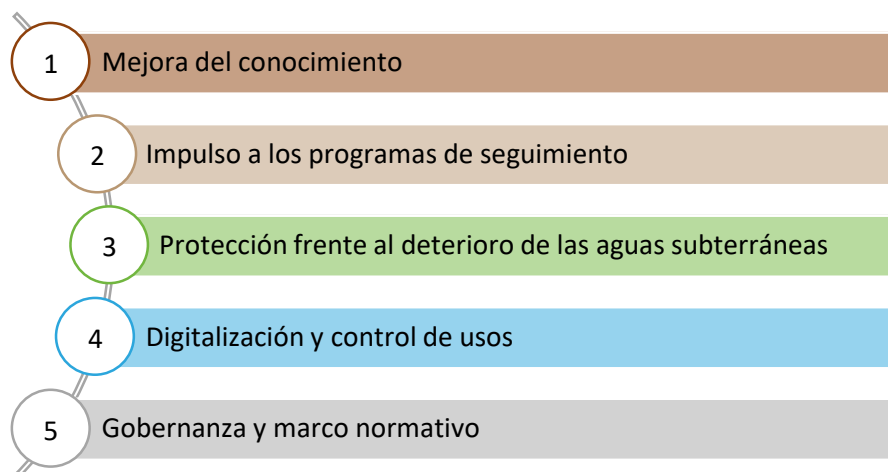 1 Mejora del conocimiento
2 Impulso a los programas de seguimiento
3 Protección frente al deterioro de las aguas subterráneas
4 Digitalización y control de usos
5 Gobernanza y marco normativo